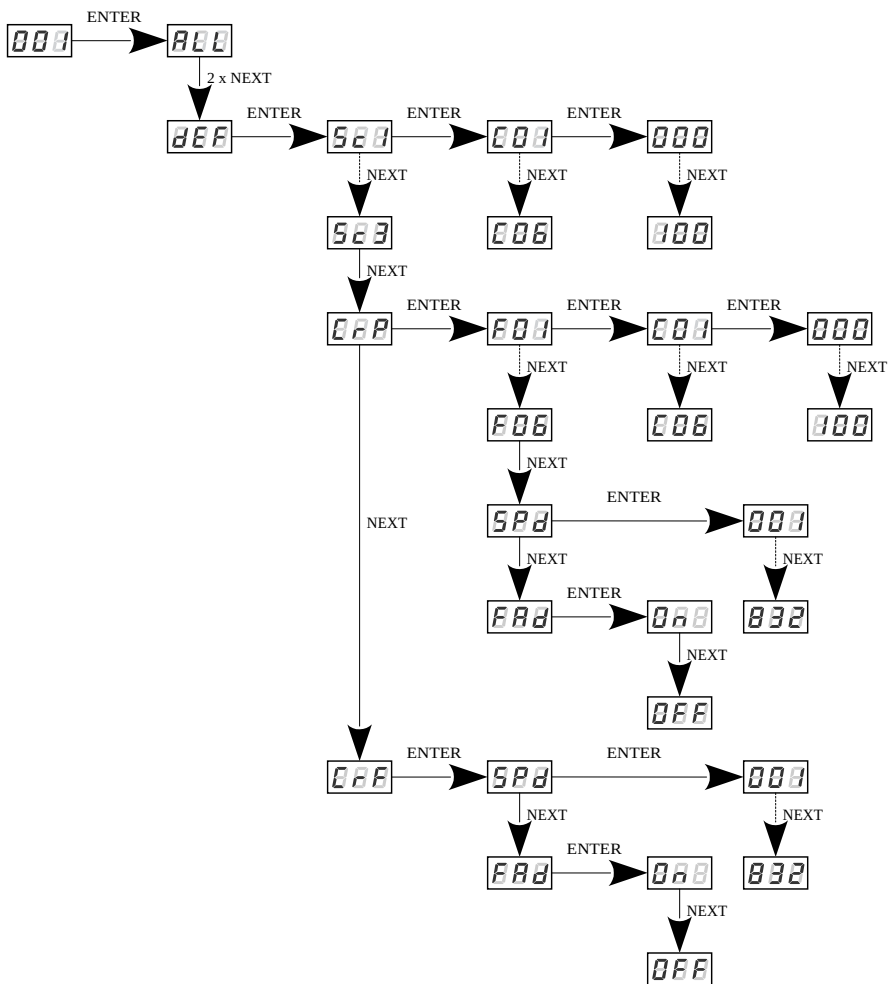 ENTER
001 ALL
2 x NEXT
ENTER ENTER ENTER
dEF Sc1 C01 000
NEXT NEXT NEXT
Sc3 C06 100
NEXT
ENTER ENTER ENTER
CrP F01 C01 000
NEXT NEXT NEXT
F06 C06 100
NEXT
ENTER
NEXT SPd 001
NEXT NEXT
ENTER
FAd On 832
NEXT
OFF
ENTER ENTER
CrF SPd 001
NEXT NEXT
ENTER
FAd On 832
NEXT
OFF